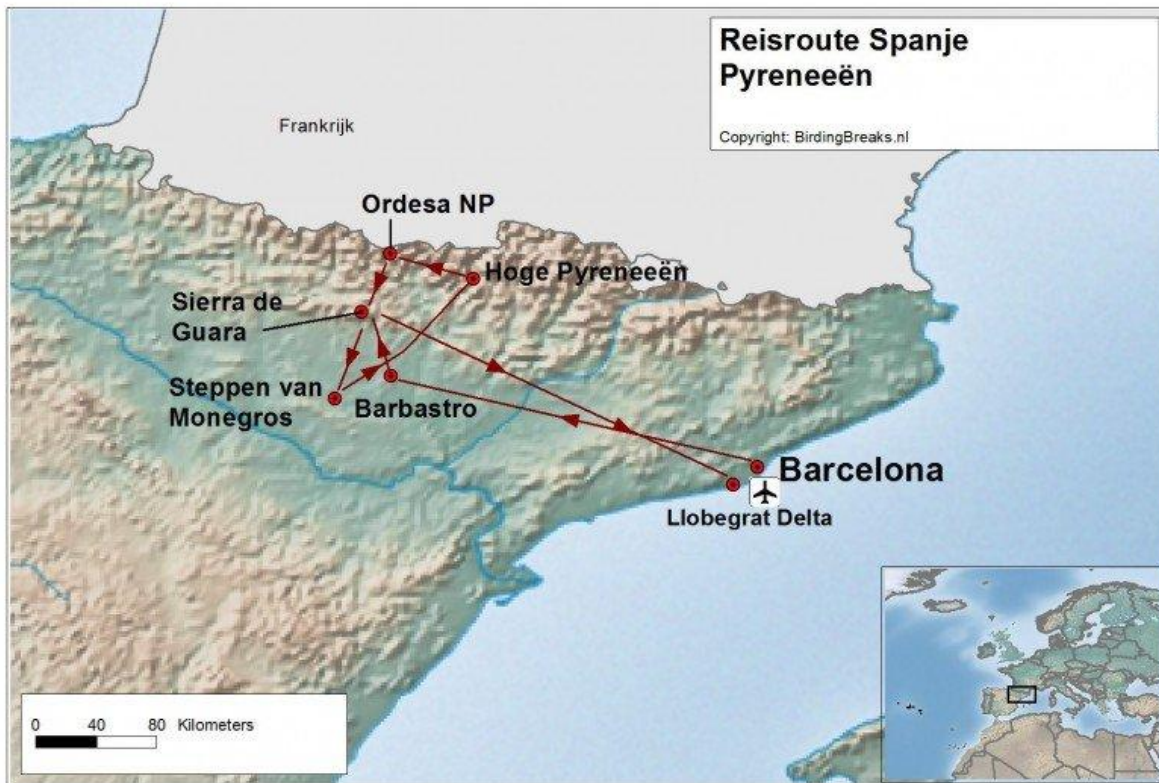 Reisroute Spanje
Pyreneeën
Copyright: BirdingBreaks.nl
Frankrijk
Ordesa NP
Hoge Pyreneeën
Sierra de
Guara
Steppen van
Monegros
Barbastro
Barcelona
Llobegrat Delta
0 40 80 Kilometers